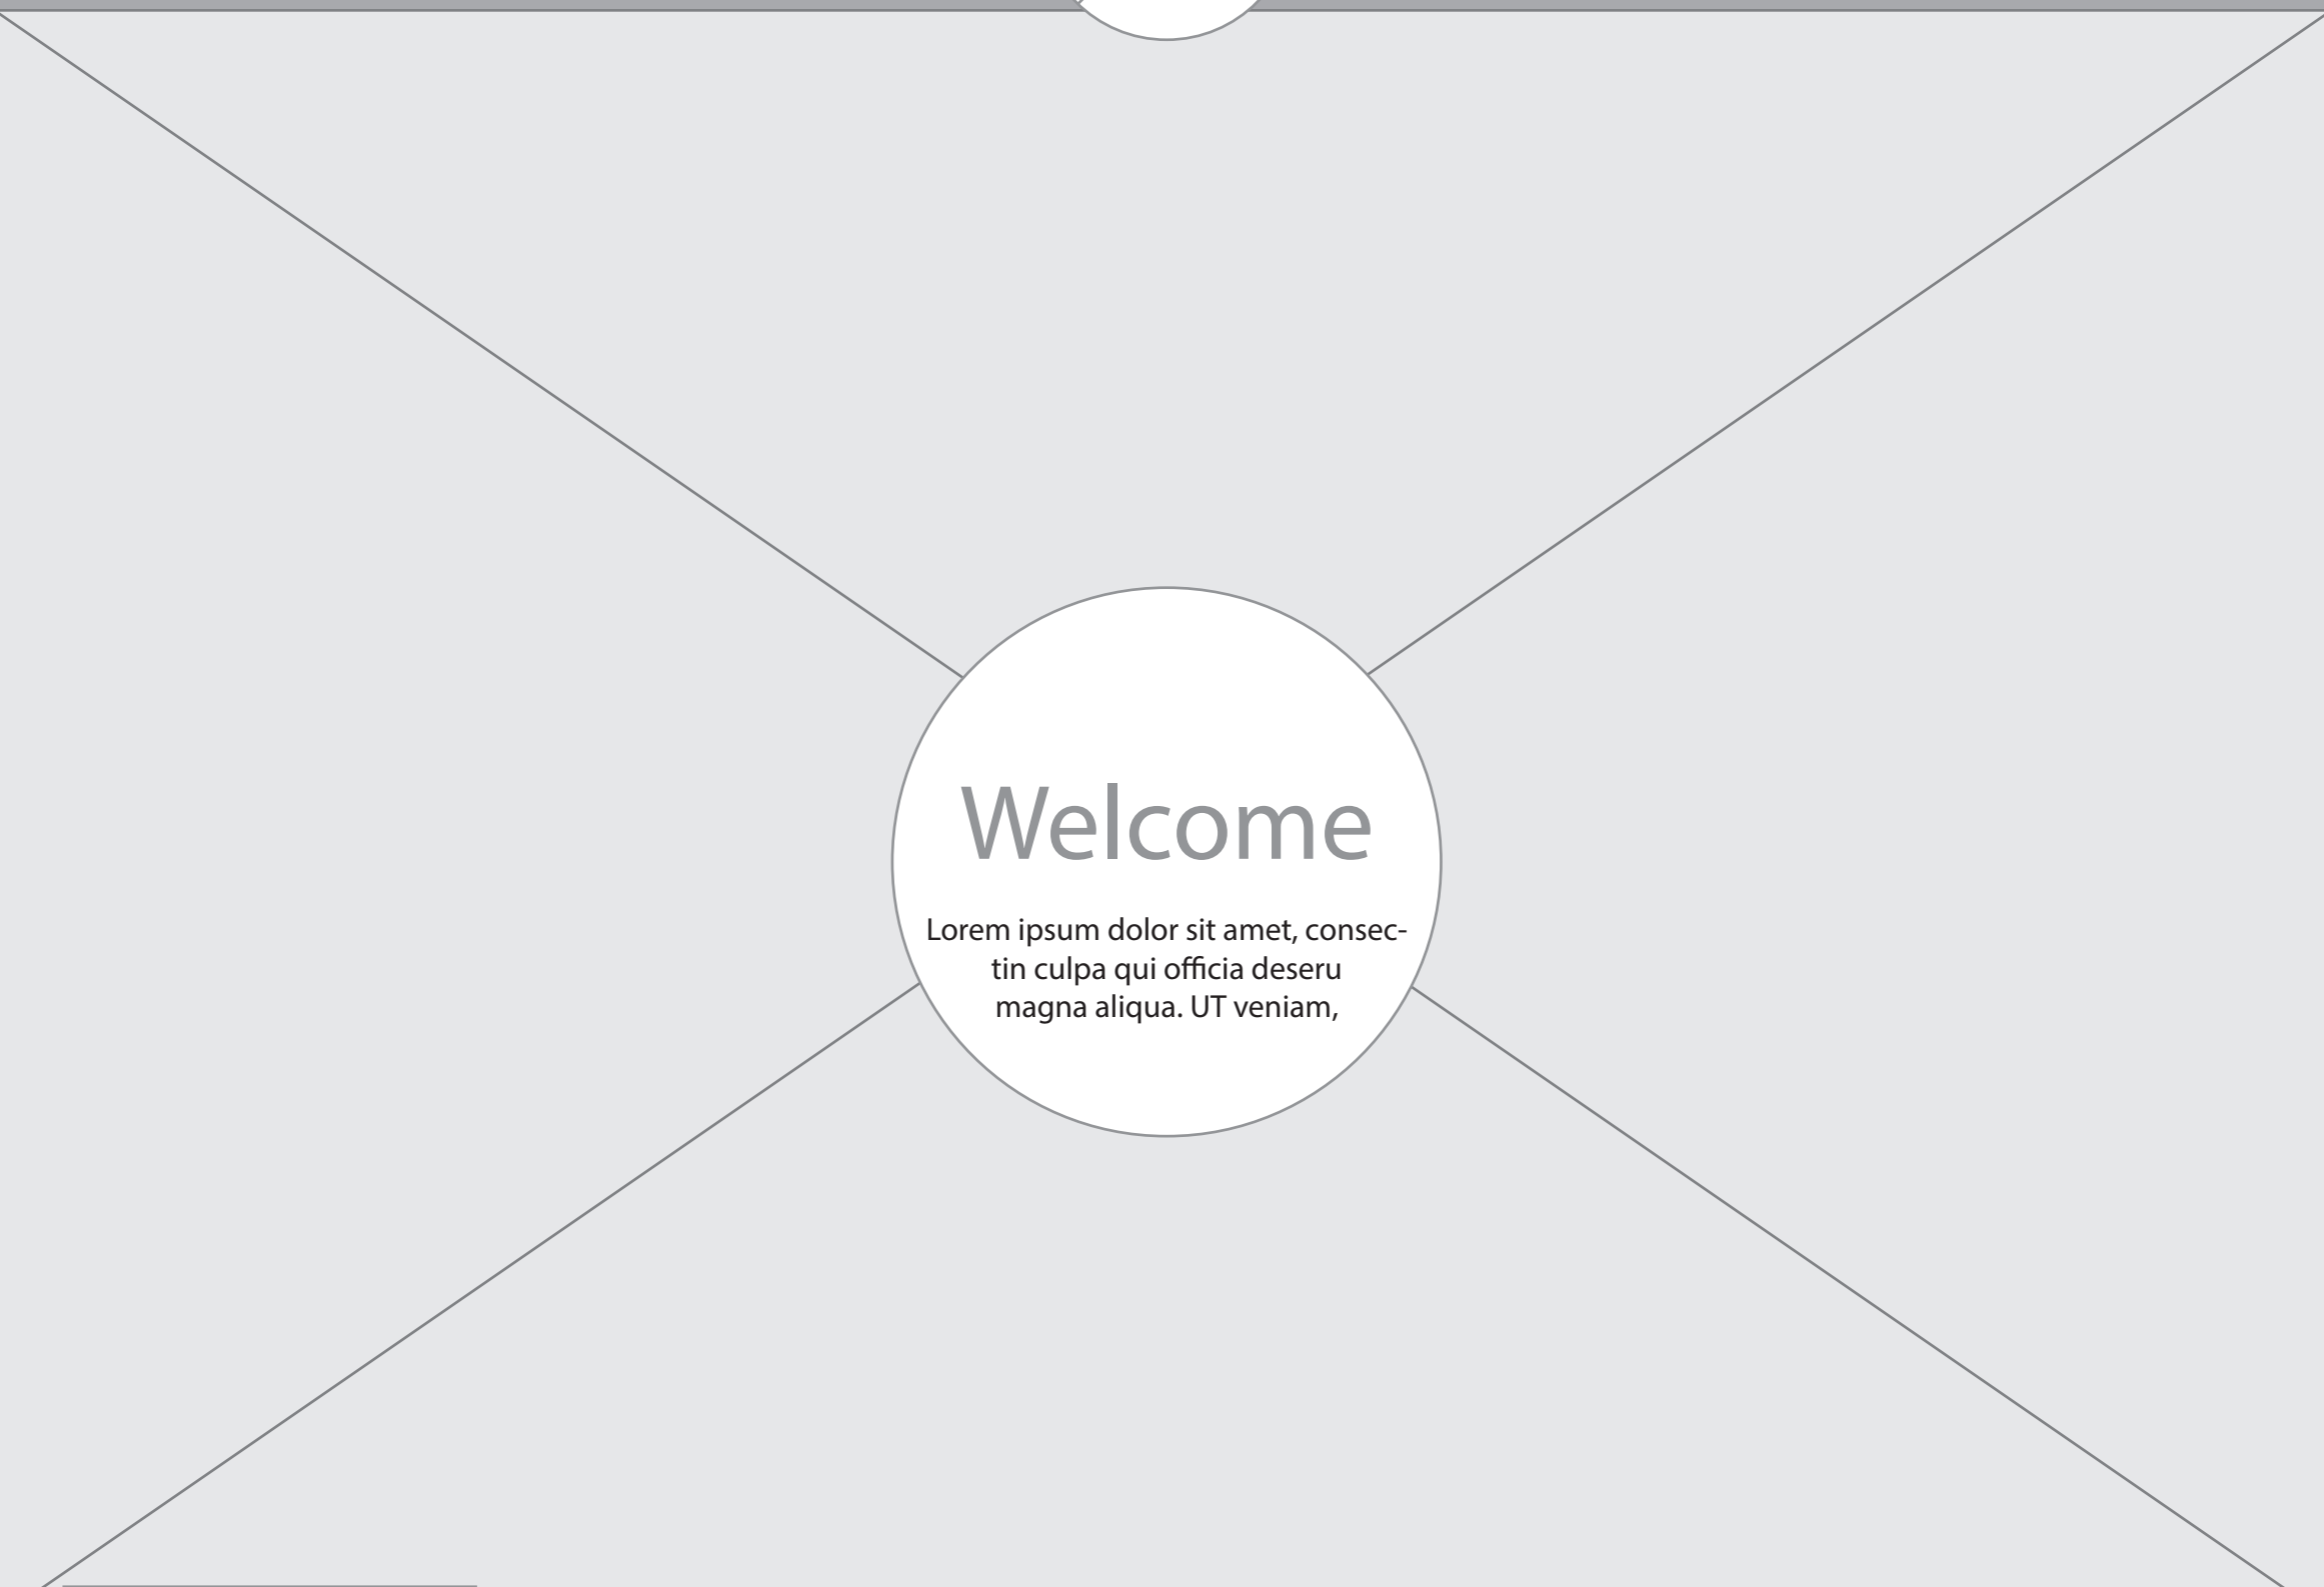 Welcome
Lorem ipsum dolor sit amet, consec-
tin culpa qui officia deseru
magna aliqua. UT veniam,